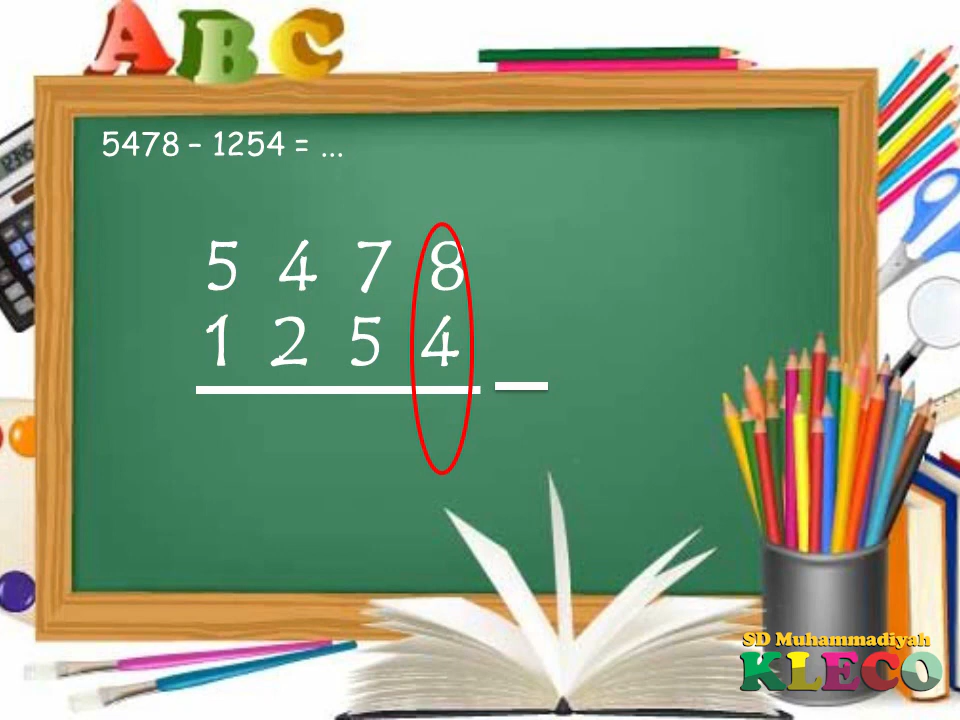 ABC
5478 – 1254 = ...
5 4 7 8
1 2 5 4
—
SD Muhammadiyah
KLECO